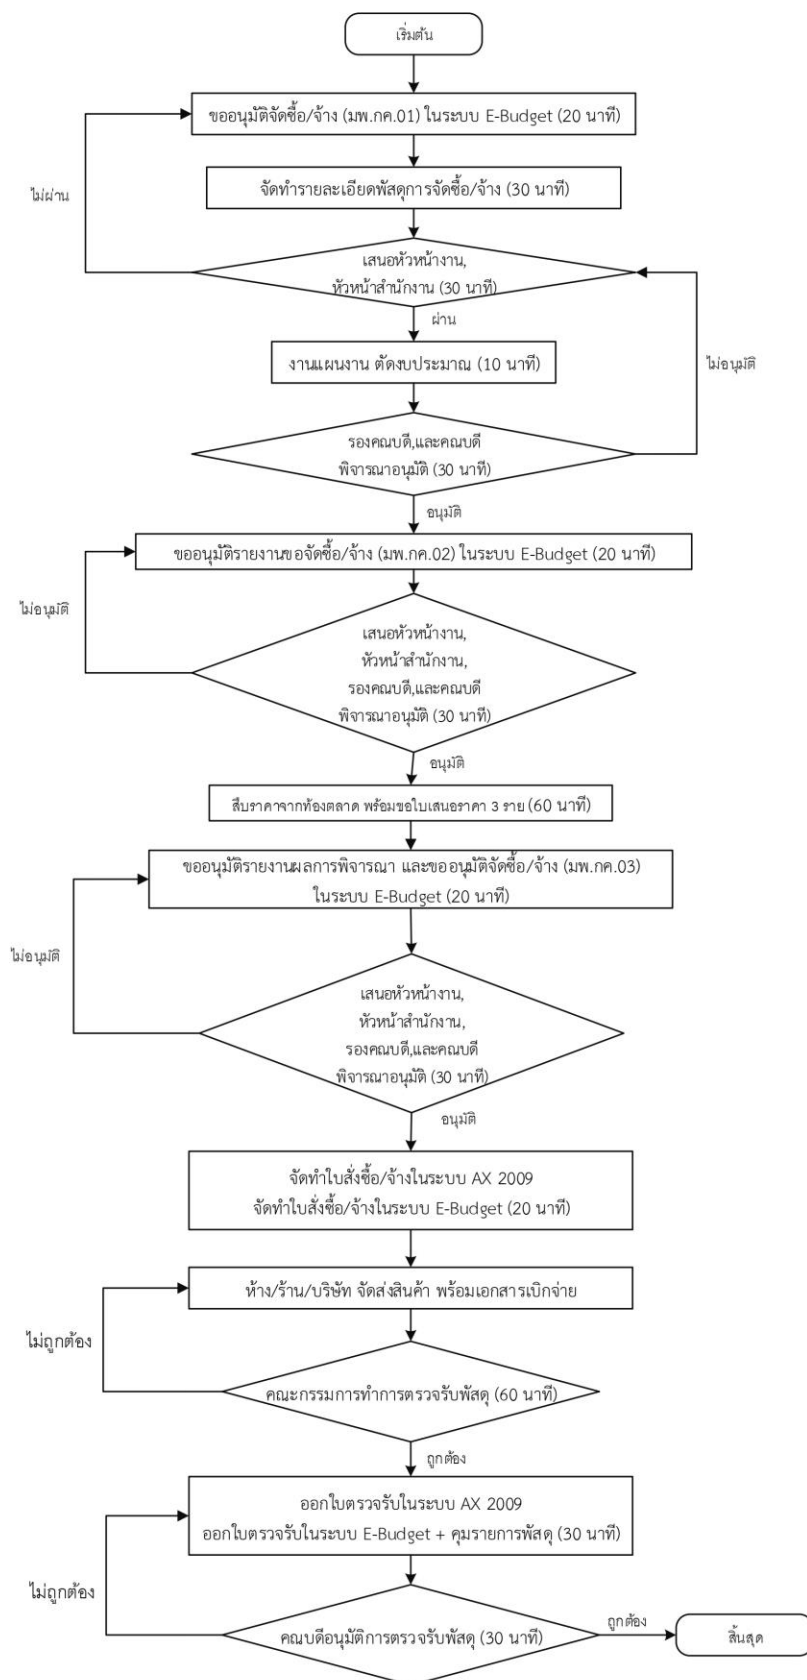 เริ่มต้น
ขออนุมัติจัดซื้อ/จ้าง (มพ.กค.01) ในระบบ E-Budget (20 นาที)
ไม่ผ่าน
จัดทำรายละเอียดพัสดุการจัดซื้อ/จ้าง (30 นาที)
เสนอหัวหน้างาน,
หัวหน้าสำนักงาน (30 นาที)
ผ่าน
งานแผนงาน ตัดงบประมาณ (10 นาที)
ไม่อนุมัติ
รองคณบดี,และคณบดี
พิจารณาอนุมัติ (30 นาที)
อนุมัติ
ขออนุมัติรายงานขอจัดซื้อ/จ้าง (มพ.กค.02) ในระบบ E-Budget (20 นาที)
ไม่อนุมัติ
เสนอหัวหน้างาน,
หัวหน้าสำนักงาน,
รองคณบดี,และคณบดี
พิจารณาอนุมัติ (30 นาที)
อนุมัติ
สืบราคาจากท้องตลาด พร้อมขอใบเสนอราคา 3 ราย (60 นาที)
ขออนุมัติรายงานผลการพิจารณา และขออนุมัติจัดซื้อ/จ้าง (มพ.กค.03)
ในระบบ E-Budget (20 นาที)
ไม่อนุมัติ
เสนอหัวหน้างาน,
หัวหน้าสำนักงาน,
รองคณบดี,และคณบดี
พิจารณาอนุมัติ (30 นาที)
อนุมัติ
จัดทำใบสั่งซื้อ/จ้างในระบบ AX 2009
จัดทำใบสั่งซื้อ/จ้างในระบบ E-Budget (20 นาที)
ห้าง/ร้าน/บริษัท จัดส่งสินค้า พร้อมเอกสารเบิกจ่าย
ไม่ถูกต้อง
คณะกรรมการทำการตรวจรับพัสดุ (60 นาที)
ถูกต้อง
ออกใบตรวจรับในระบบ AX 2009
ออกใบตรวจรับในระบบ E-Budget + คุมรายการพัสดุ (30 นาที)
ไม่ถูกต้อง
คณบดีอนุมัติการตรวจรับพัสดุ (30 นาที)
ถูกต้อง
สิ้นสุด